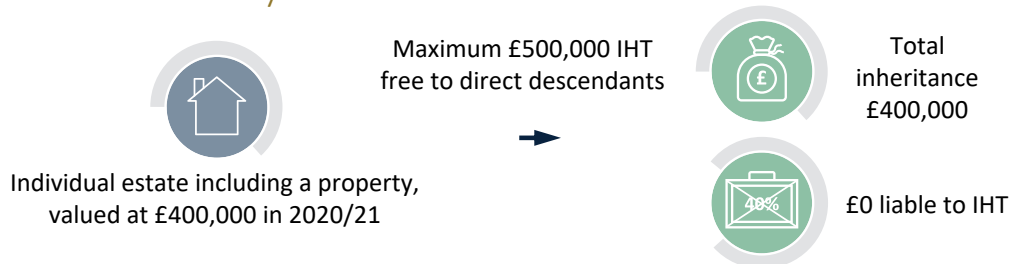 Maximum £500,000 IHT
free to direct descendants
£
Total
inheritance
£400,000
Individual estate including a property,
valued at £400,000 in 2020/21
40%
£0 liable to IHT